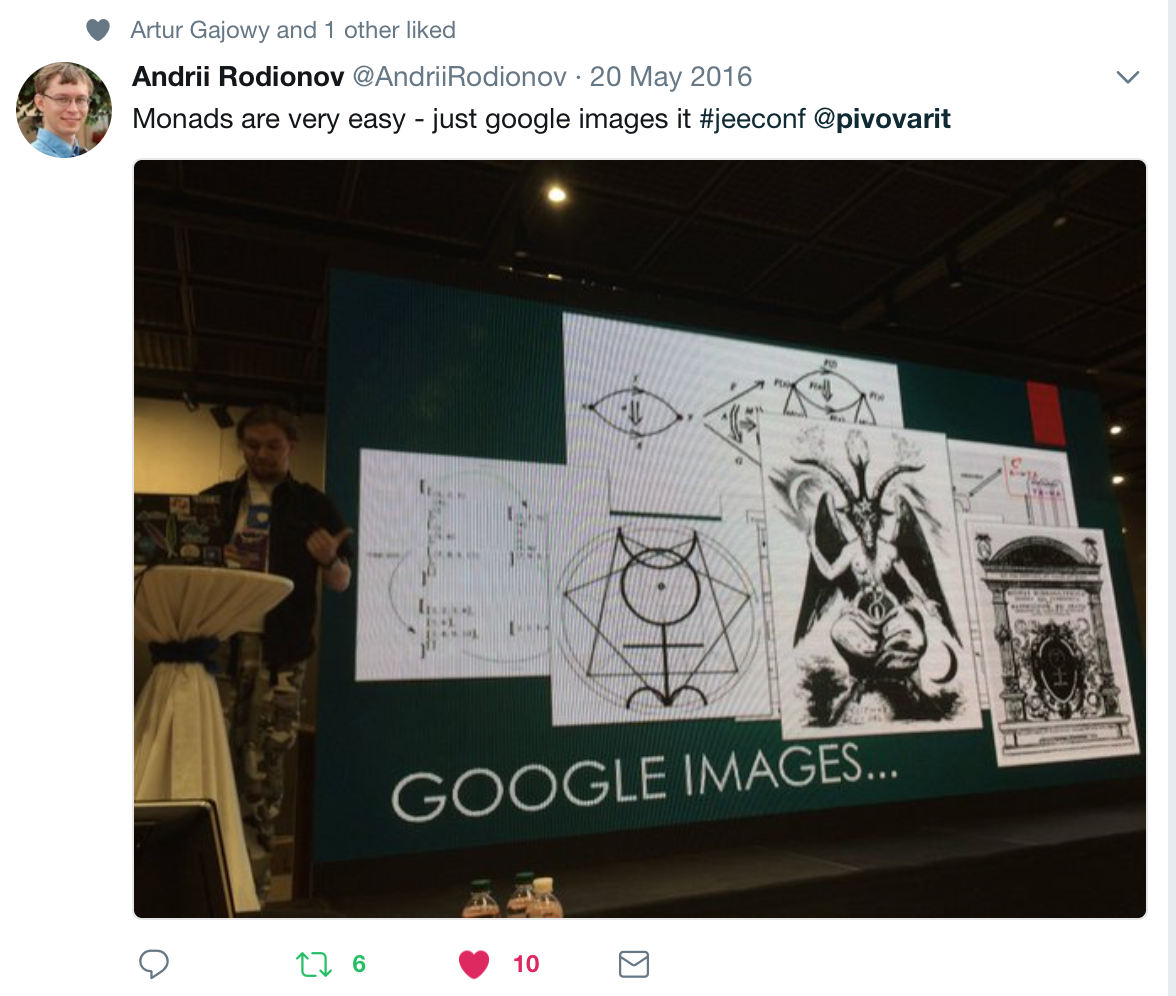 Artur Gajowy and 1 other liked
Andrii Rodionov @AndriiRodionov · 20 May 2016
Monads are very easy - just google images it #jeeconf @pivovarit
GOOGLE IMAGES...
6
10